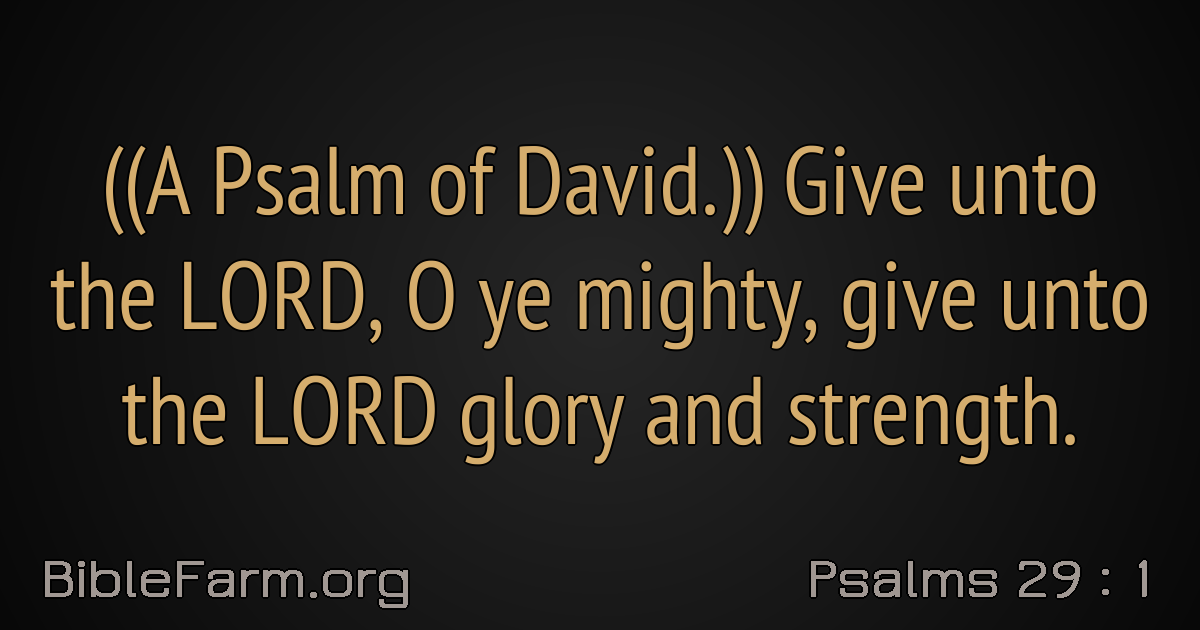 ((A Psalm of David.)) Give unto
the LORD, O ye mighty, give unto
the LORD glory and strength.
BibleFarm.org
Psalms 29 : 1